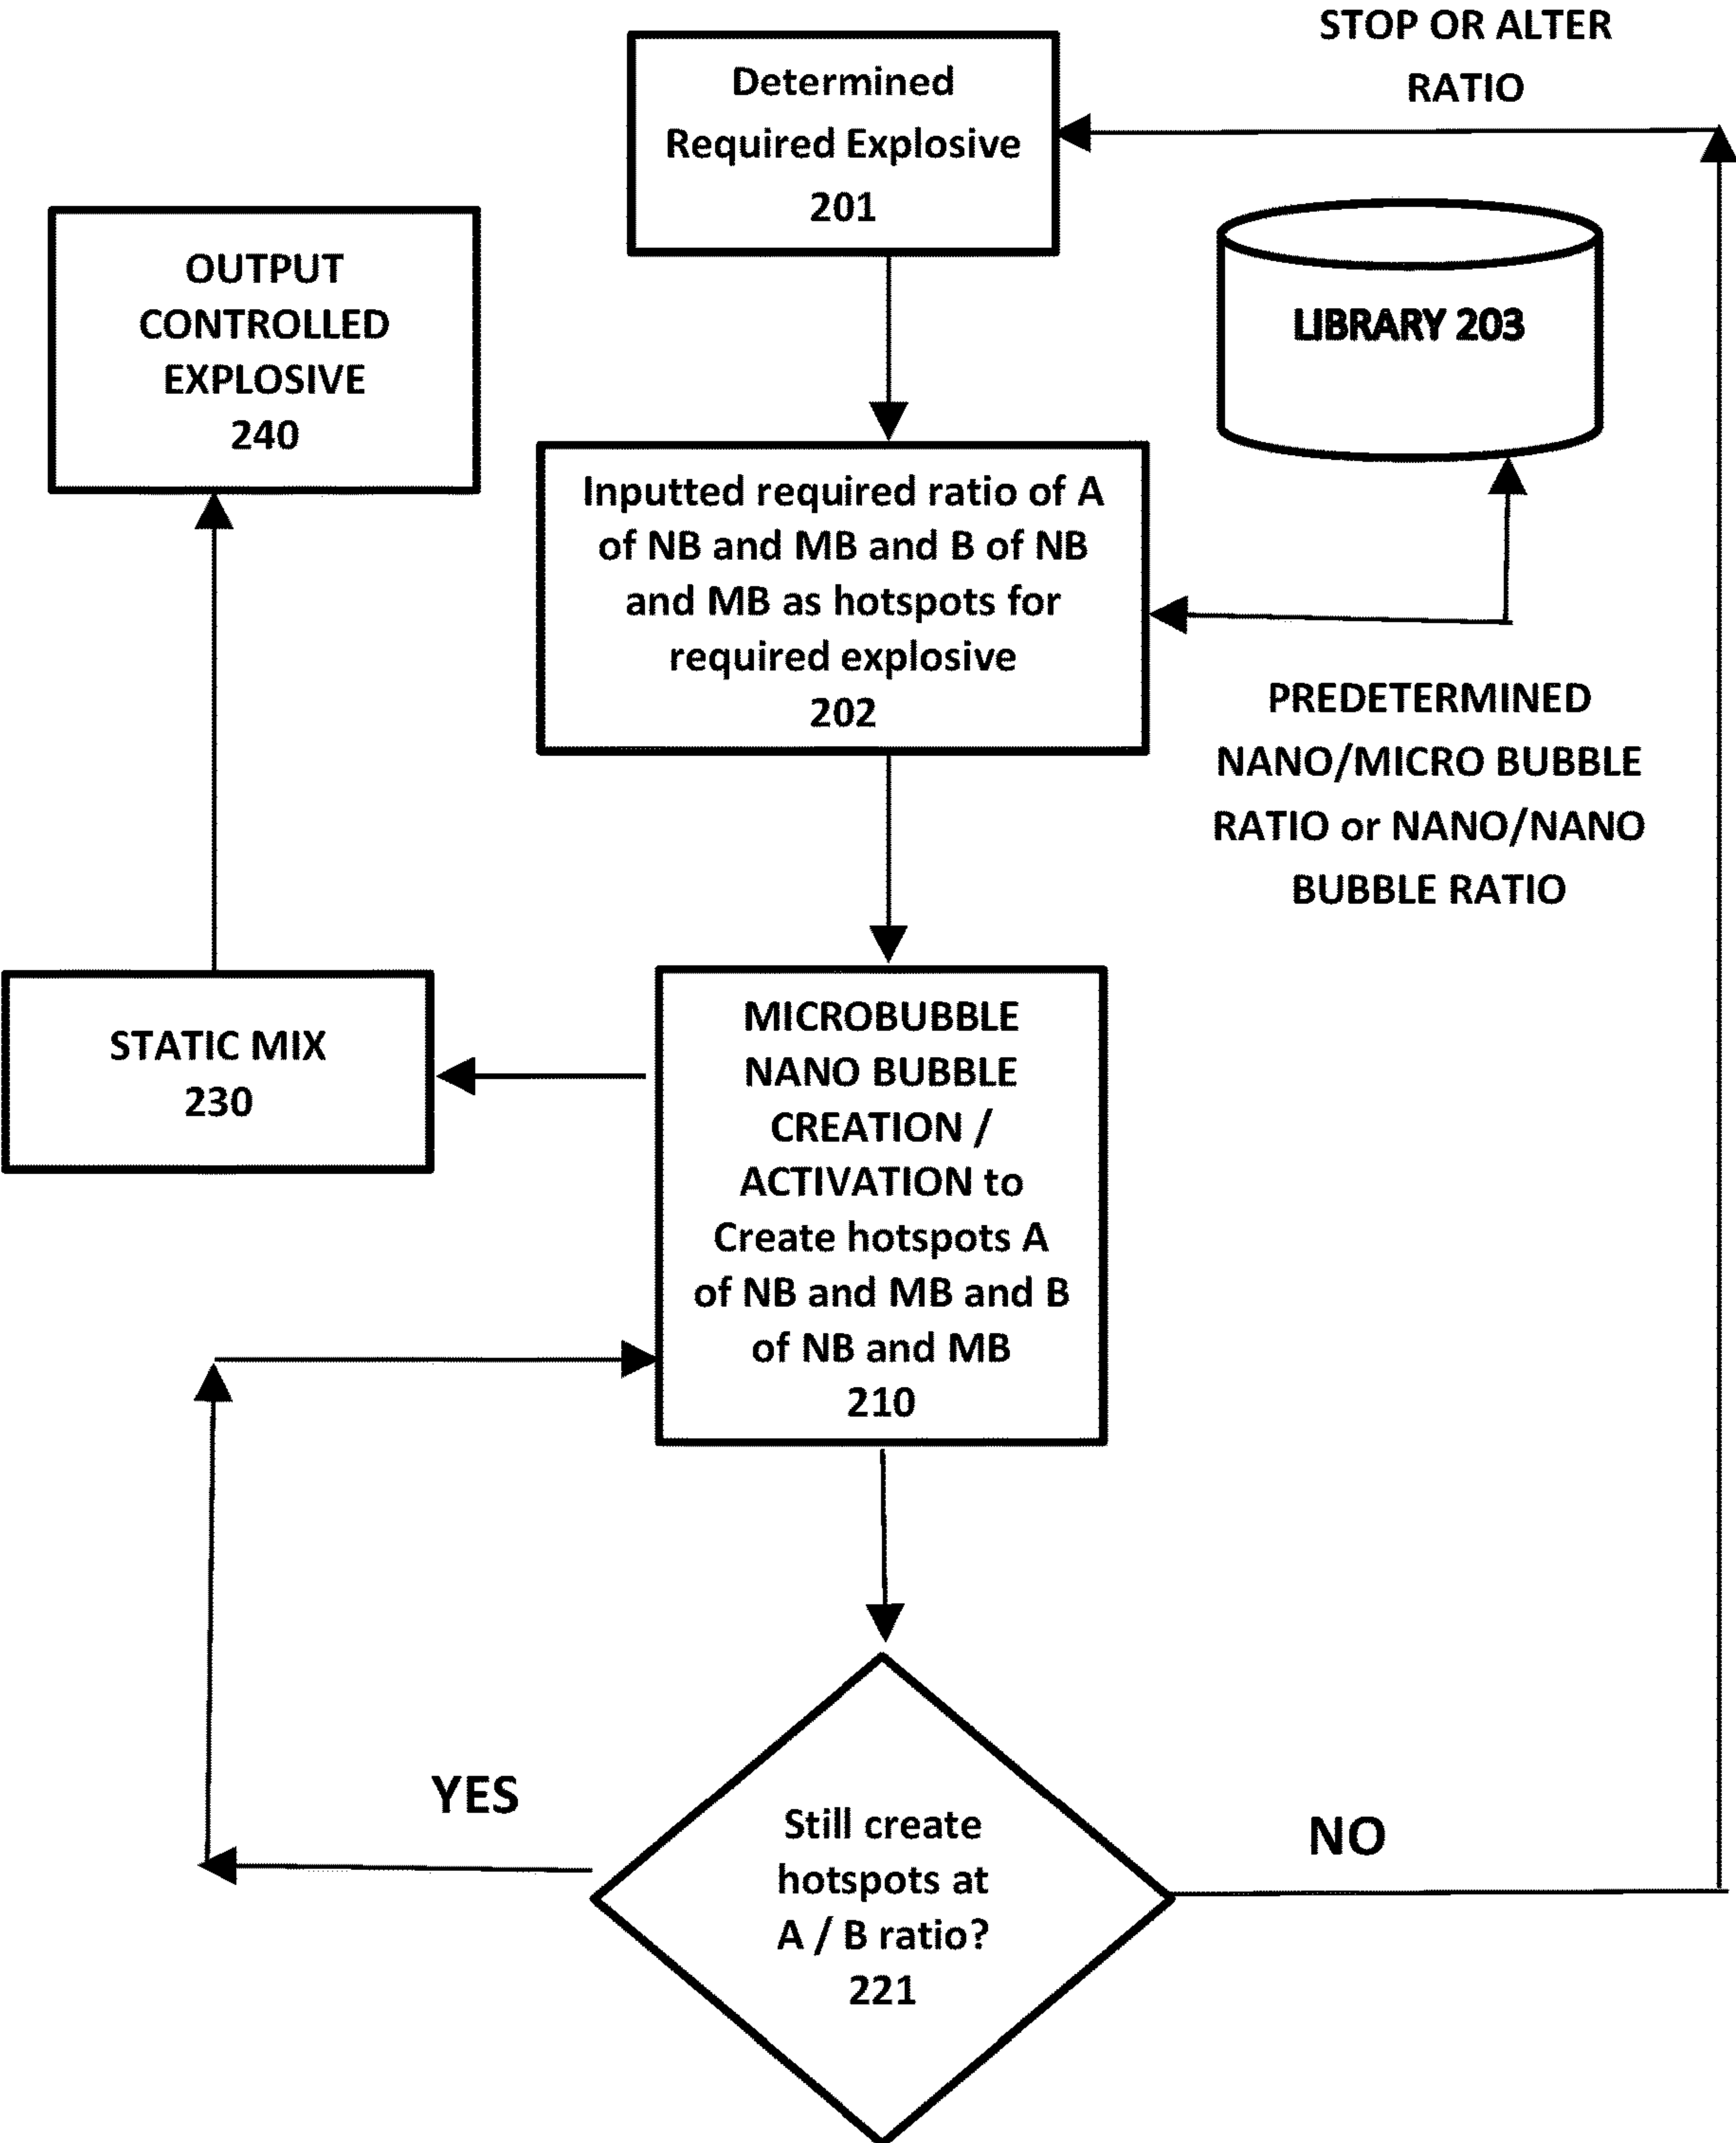 STOP OR ALTER
RATIO
Determined
Required Explosive
201
OUTPUT
CONTROLLED
EXPLOSIVE
240
LIBRARY 203
Inputted required ratio of A
of NB and MB and B of NB
and MB as hotspots for
required explosive
202
PREDETERMINED
NANO/MICRO BUBBLE
RATIO or NANO/NANO
BUBBLE RATIO
STATIC MIX
230
MICROBUBBLE
NANO BUBBLE
CREATION /
ACTIVATION to
Create hotspots A
of NB and MB and B
of NB and MB
210
YES
NO
Still create
hotspots at
A / B ratio?
221